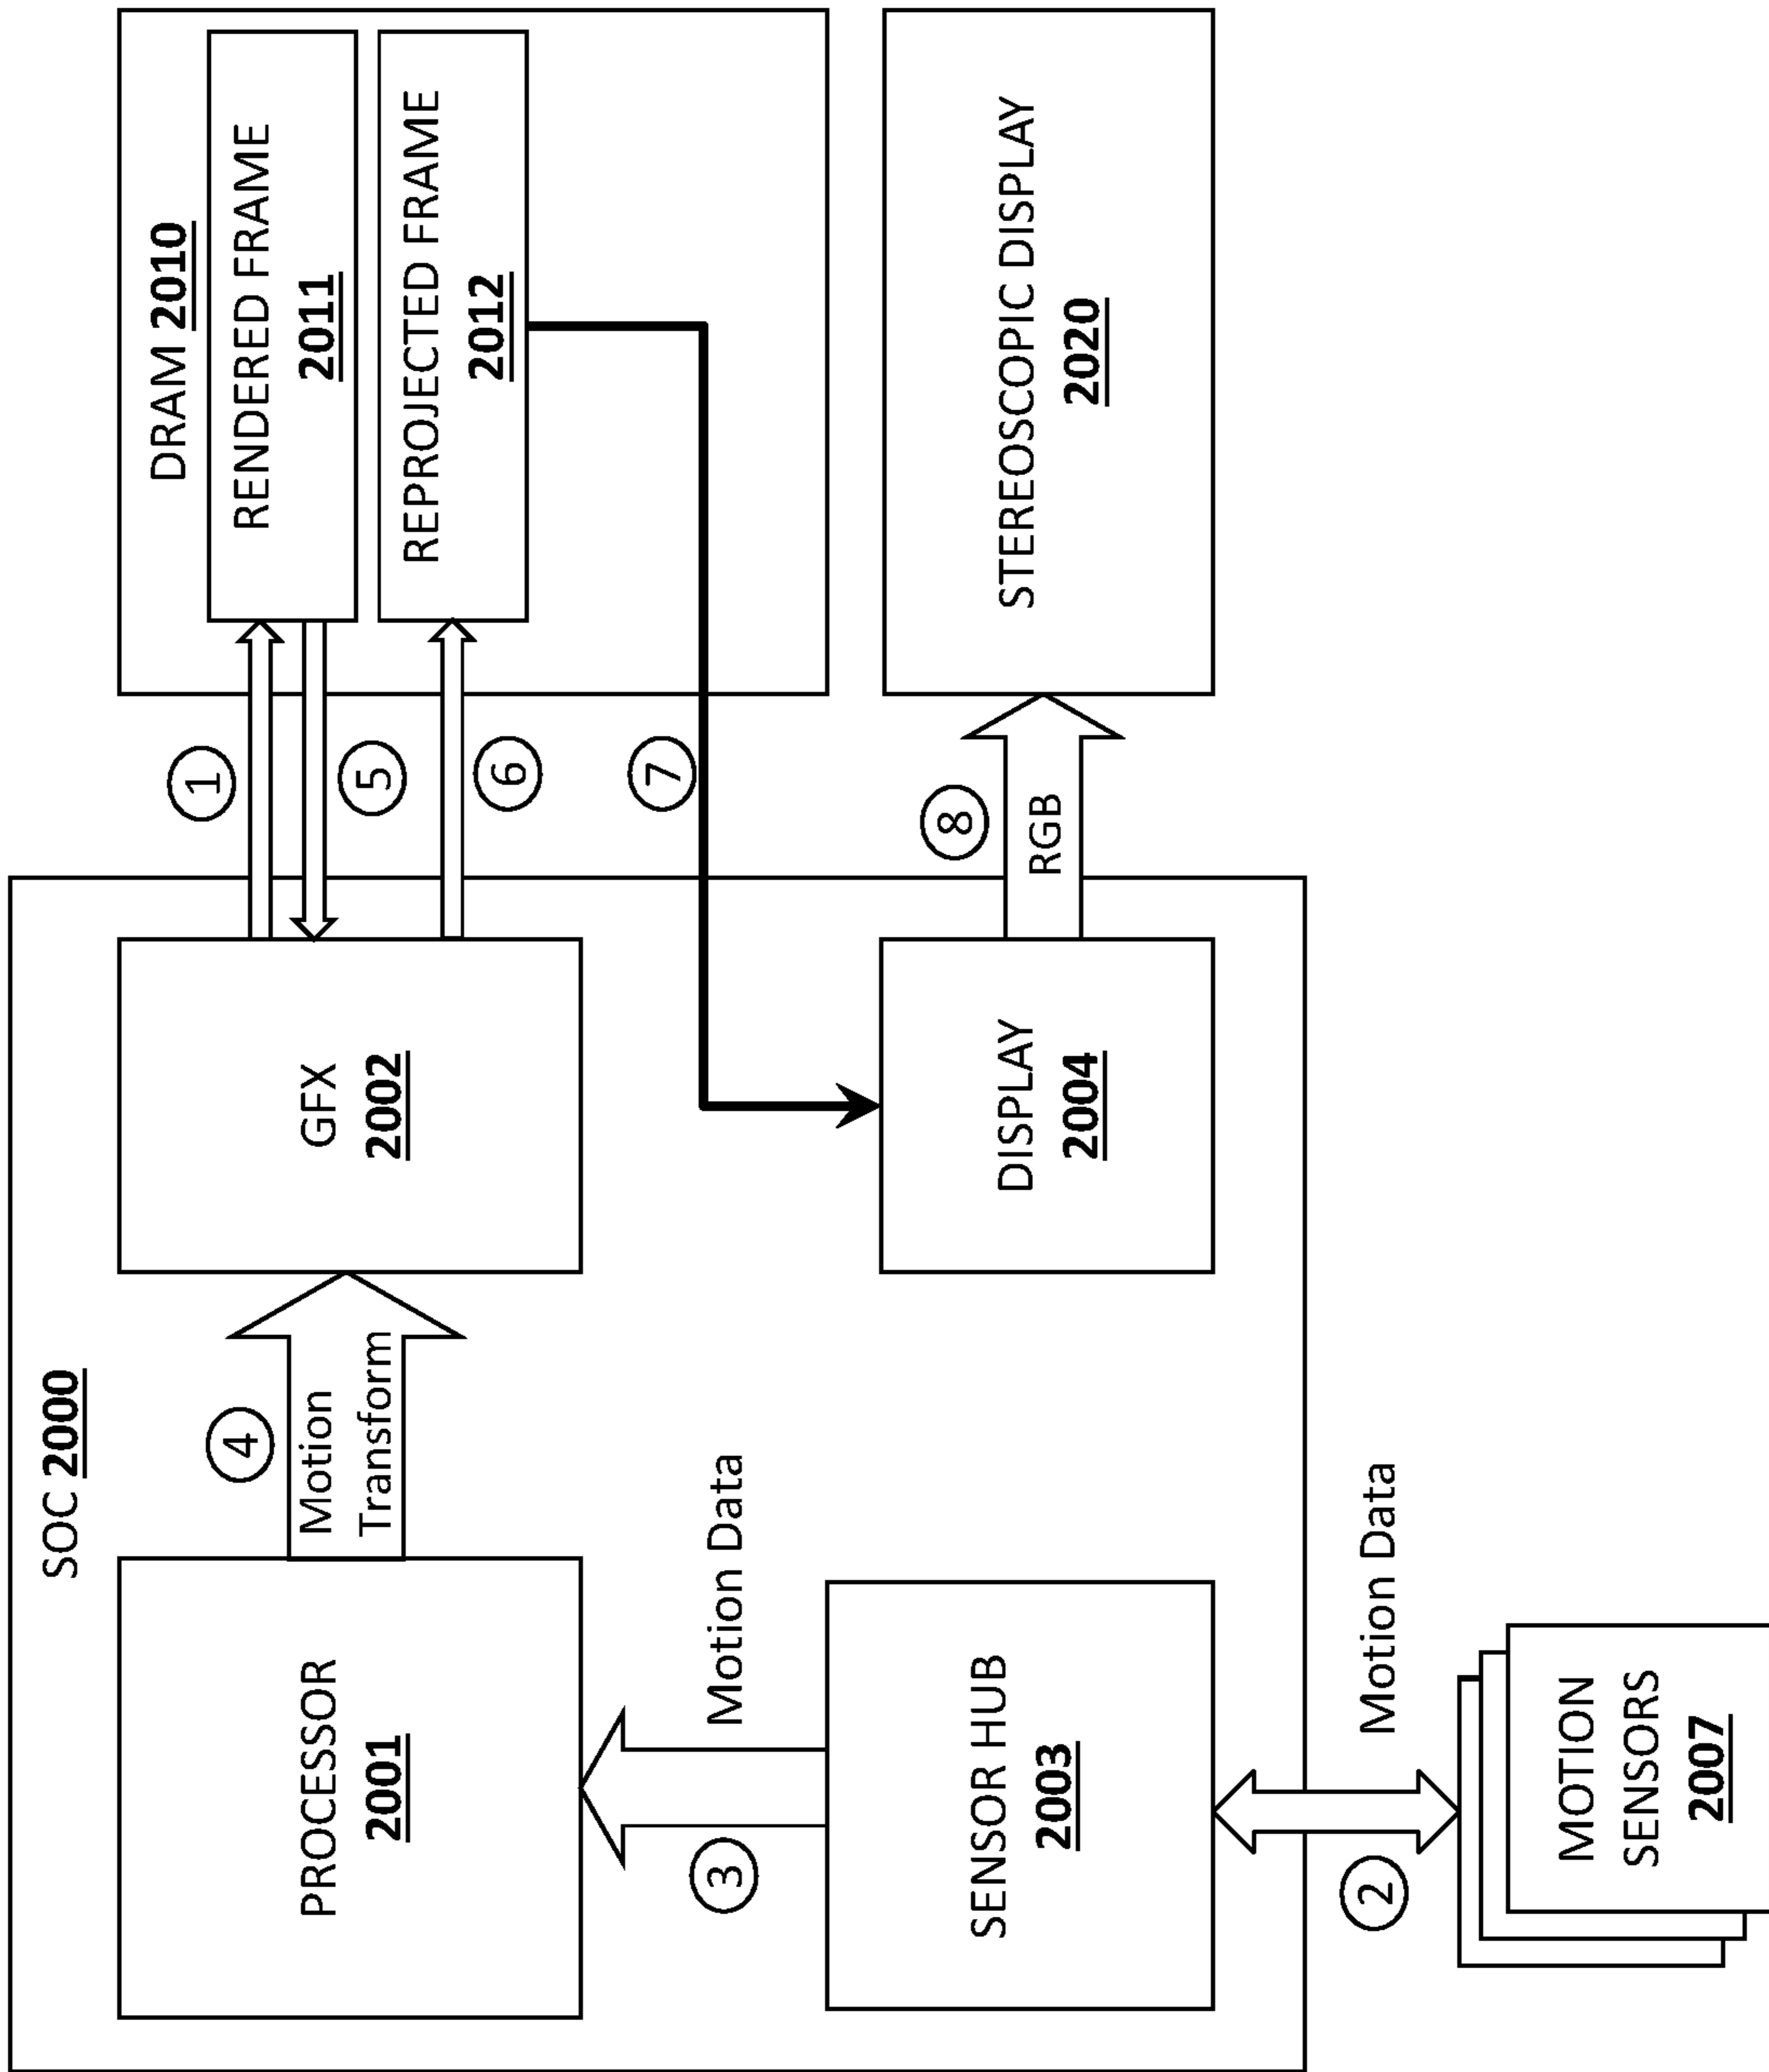 SOC 2000
PROCESSOR
2001
4
Motion
Transform
GFX
2002
1
5
6
7
DRAM 2010
RENDERED FRAME
2011
REPROJECTED FRAME
2012
3
Motion Data
SENSOR HUB
2003
DISPLAY
2004
8
RGB
STEREOSCOPIC DISPLAY
2020
2
Motion Data
MOTION
SENSORS
2007